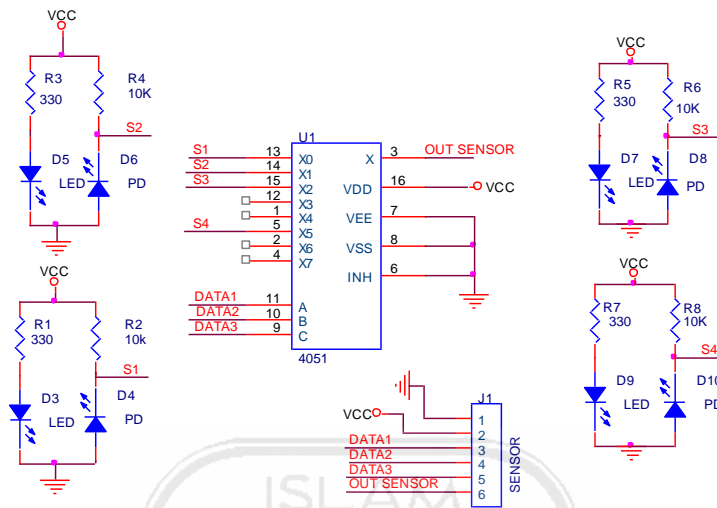 VCC
R3
330
R4
10K
S2
D5
LED
D6
PD
VCC
R1
330
R2
10k
S1
D3
LED
D4
PD
U1
S1 13 X0
S2 14 X1
S3 15 X2
12 X3
1 X4
S4 5 X5
2 X6
4 X7
DATA1 11 A
DATA2 10 B
DATA3 9 C
X 3 OUT SENSOR
VDD 16 VCC
VEE 7
VSS 8
INH 6
4051
VCC
R5
330
R6
10K
S3
D7
LED
D8
PD
VCC
R7
330
R8
10K
S4
D9
LED
D10
PD
J1
1
VCC 2
DATA1 3
DATA2 4
DATA3 5
OUT SENSOR 6
SENSOR
ISLAM